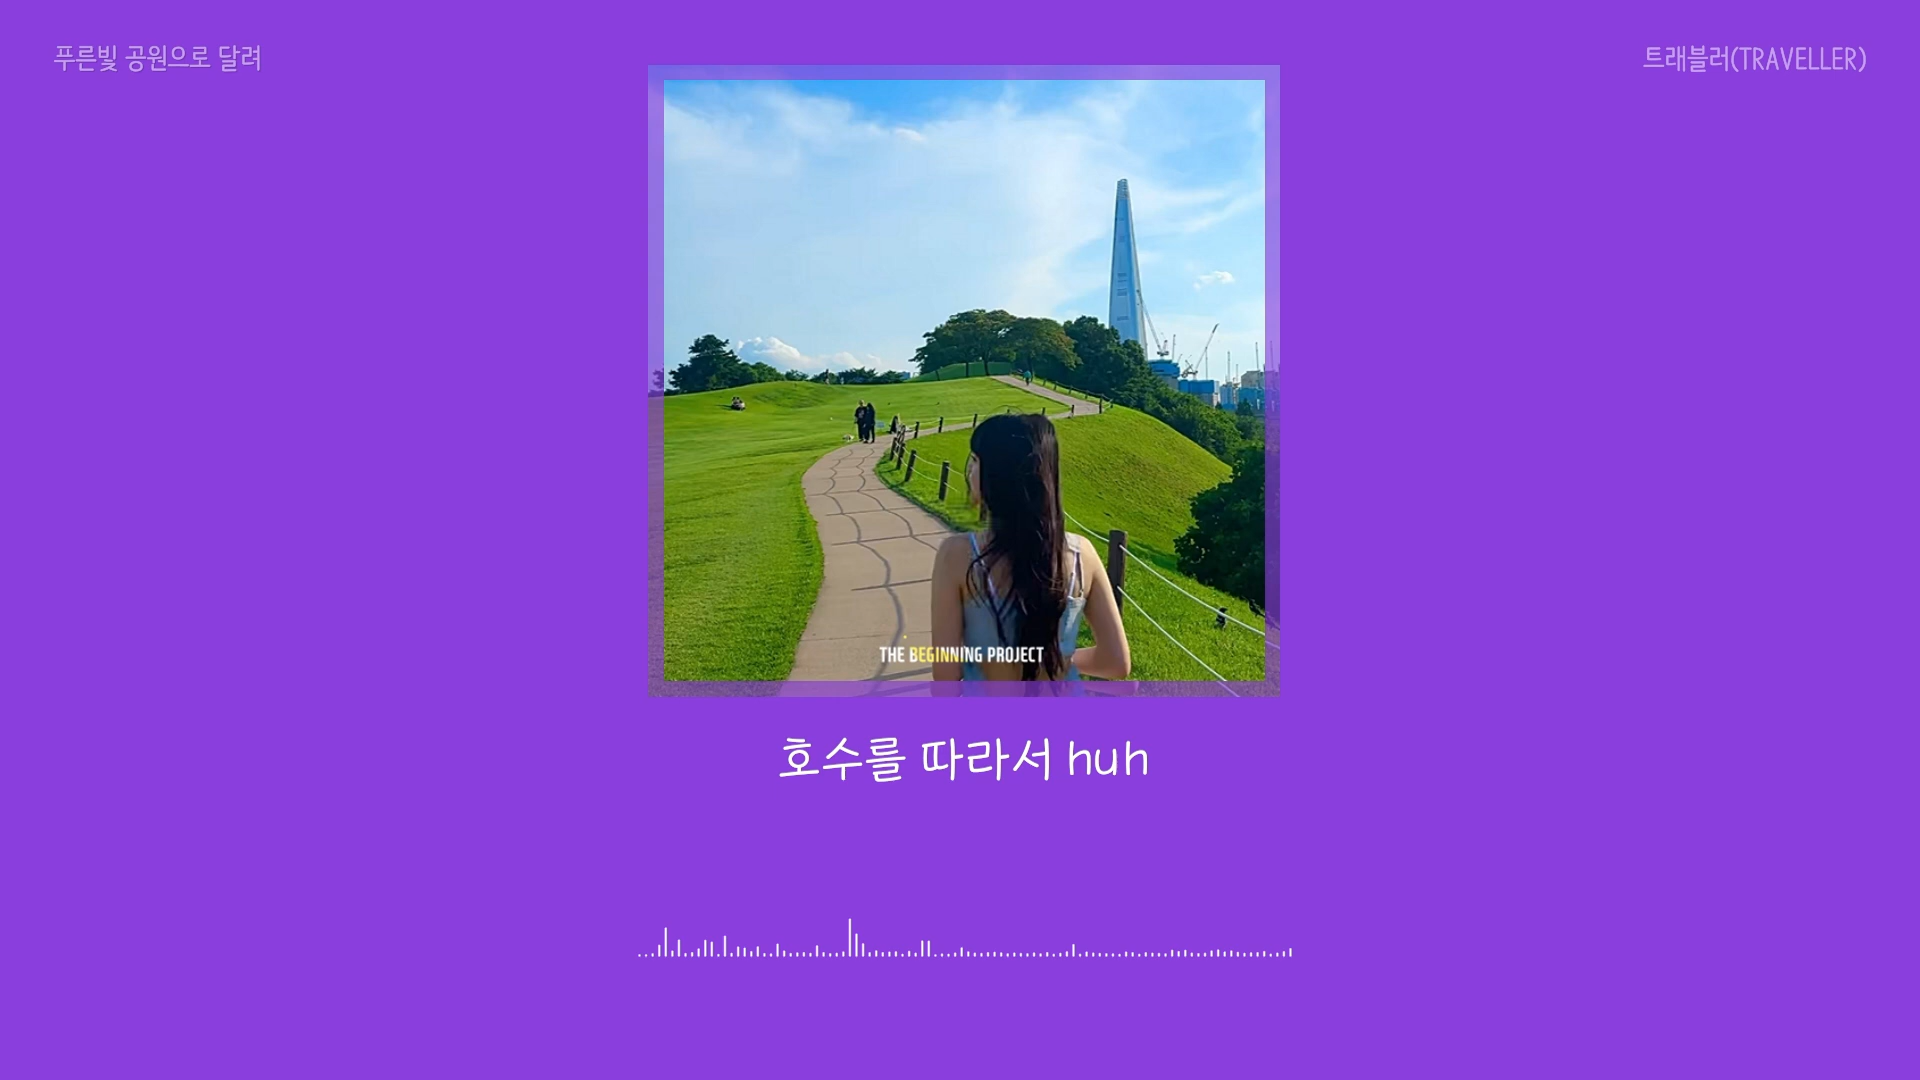 푸른빛 공원으로 달려
트래블러(TRAVELLER)
THE BEGINNING PROJECT
호수를 따라서 huh